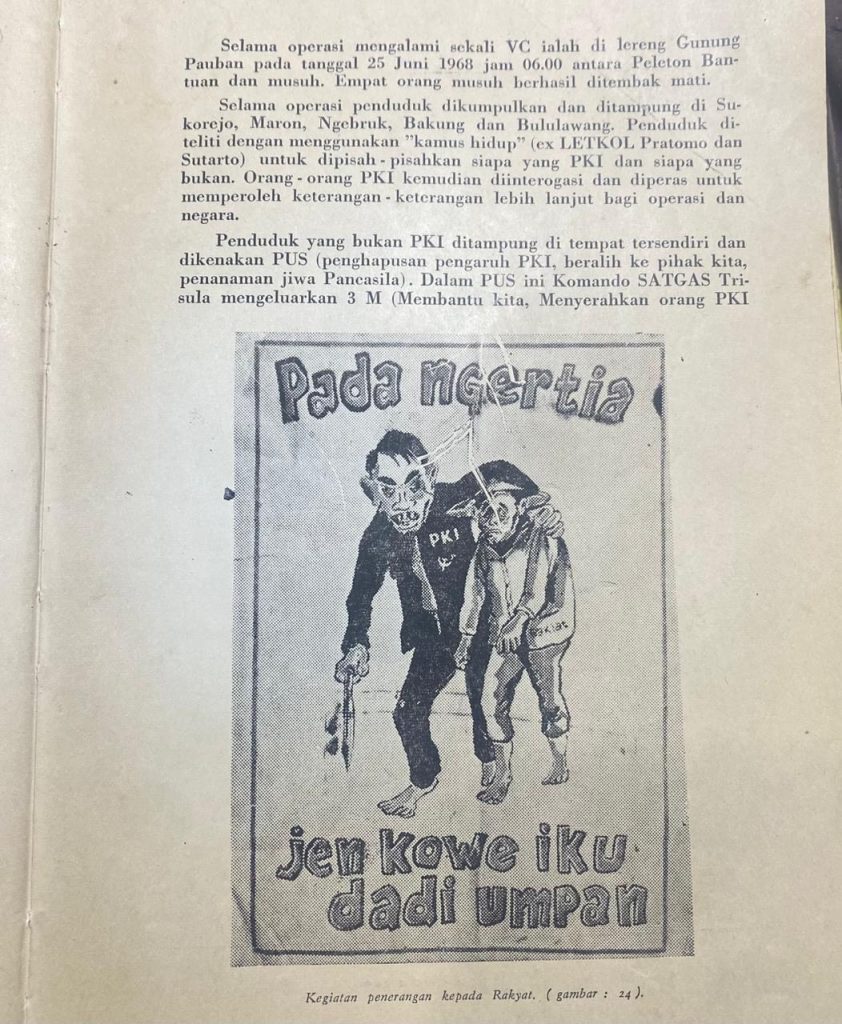 Selama operasi mengalami sekali VC ialah di lereng Gunung
Pauban pada tanggal 25 Juni 1968 jam 06.00 antara Peleton Ban-
tuan dan musuh. Empat orang musuh berhasil ditembak mati.
Selama operasi penduduk dikumpulkan dan ditampung di Su-
korejo, Maron, Ngebruk, Bakung dan Bululawang. Penduduk di-
teliti dengan menggunakan "kamus hidup" (ex LETKOL Pratomo dan
Sutarto) untuk dipisah - pisahkan siapa yang PKI dan siapa yang
bukan. Orang - orang PKI kemudian diinterogasi dan diperas untuk
memperoleh keterangan - keterangan lebih lanjut bagi operasi dan
negara.
Penduduk yang bukan PKI ditampung di tempat tersendiri dan
dikenakan PUS (penghapusan pengaruh PKI, beralih ke pihak kita,
penanaman jiwa Pancasila). Dalam PUS ini Komando SATGAS Tri-
sula mengeluarkan 3 M (Membantu kita, Menyerahkan orang PKI
Pada ngertia
PKI
Rakjat
jen kowe iku
dadi umpan
Kegiatan penerangan kepada Rakyat. ( gambar : 24 ).